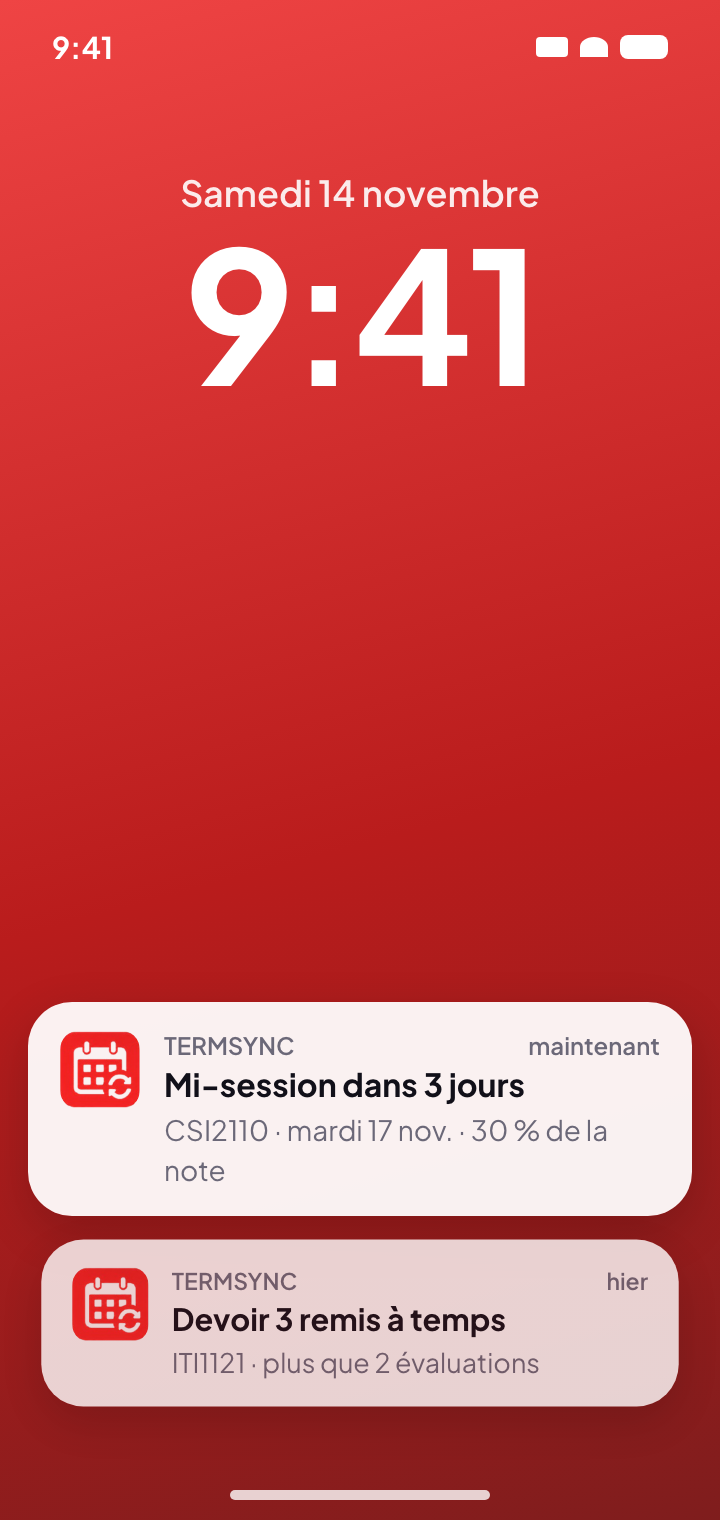 9:41
Samedi 14 novembre
9:41
TERMSYNC maintenant
Mi-session dans 3 jours
CSI2110 · mardi 17 nov. · 30 % de la
note
TERMSYNC hier
Devoir 3 remis à temps
ITI1121 · plus que 2 évaluations